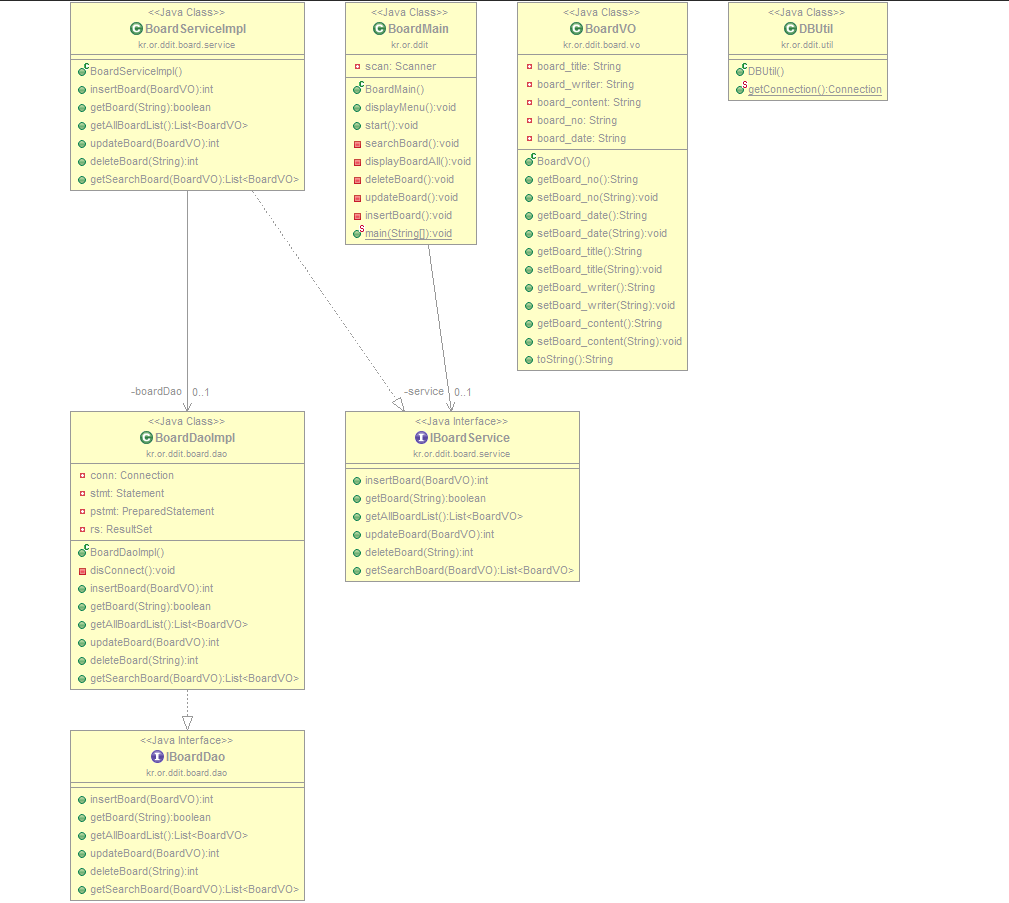 <<Java Class>>
BoardServiceImpl
kr.or.ddit.board.service
BoardServiceImpl()
insertBoard(BoardVO):int
getBoard(String):boolean
getAllBoardList():List<BoardVO>
updateBoard(BoardVO):int
deleteBoard(String):int
getSearchBoard(BoardVO):List<BoardVO>
<<Java Class>>
BoardMain
kr.or.ddit
scan: Scanner
BoardMain()
displayMenu():void
start():void
searchBoard():void
displayBoardAll():void
deleteBoard():void
updateBoard():void
insertBoard():void
main(String[]):void
<<Java Class>>
BoardVO
kr.or.ddit.board.vo
board_title: String
board_writer: String
board_content: String
board_no: String
board_date: String
BoardVO()
getBoard_no():String
setBoard_no(String):void
getBoard_date():String
setBoard_date(String):void
getBoard_title():String
setBoard_title(String):void
getBoard_writer():String
setBoard_writer(String):void
getBoard_content():String
setBoard_content(String):void
toString():String
<<Java Class>>
DBUtil
kr.or.ddit.util
DBUtil()
getConnection():Connection
-boardDao 0..1
-service 0..1
<<Java Class>>
BoardDaoImpl
kr.or.ddit.board.dao
conn: Connection
stmt: Statement
pstmt: PreparedStatement
rs: ResultSet
BoardDaoImpl()
disConnect():void
insertBoard(BoardVO):int
getBoard(String):boolean
getAllBoardList():List<BoardVO>
updateBoard(BoardVO):int
deleteBoard(String):int
getSearchBoard(BoardVO):List<BoardVO>
<<Java Interface>>
IBoardService
kr.or.ddit.board.service
insertBoard(BoardVO):int
getBoard(String):boolean
getAllBoardList():List<BoardVO>
updateBoard(BoardVO):int
deleteBoard(String):int
getSearchBoard(BoardVO):List<BoardVO>
<<Java Interface>>
IBoardDao
kr.or.ddit.board.dao
insertBoard(BoardVO):int
getBoard(String):boolean
getAllBoardList():List<BoardVO>
updateBoard(BoardVO):int
deleteBoard(String):int
getSearchBoard(BoardVO):List<BoardVO>